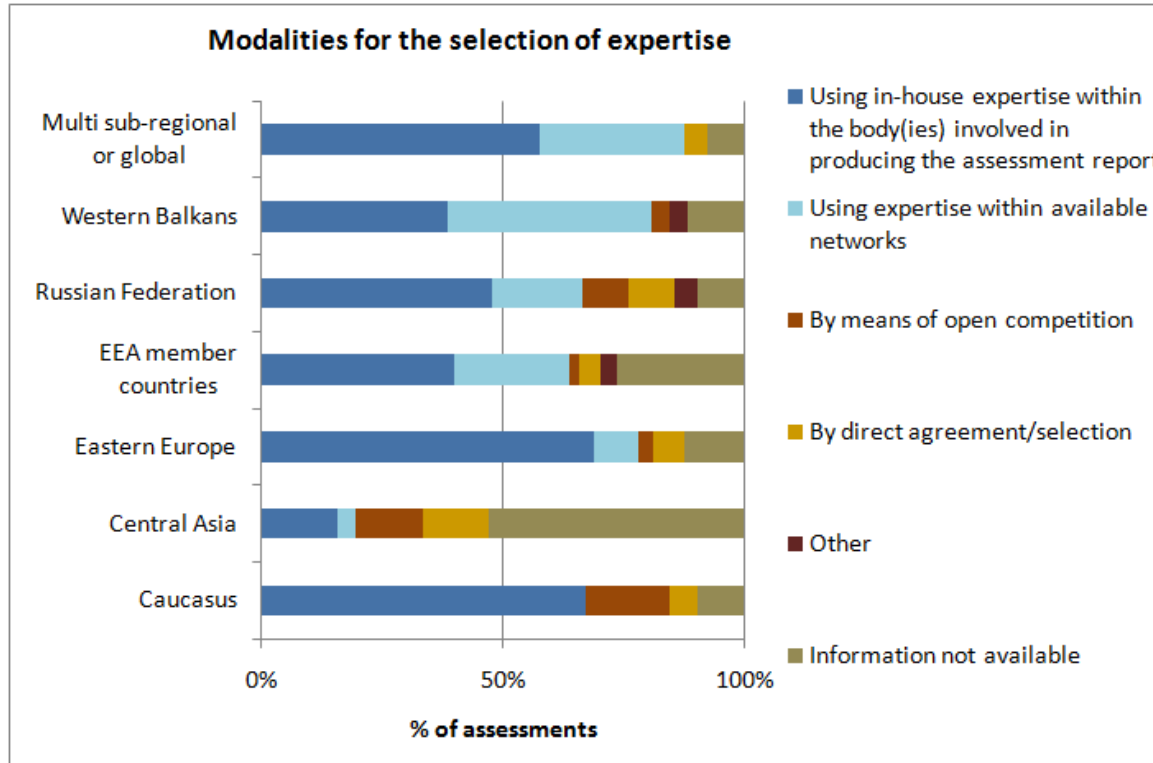 Modalities for the selection of expertise
Multi sub-regional
or global
Western Balkans
Russian Federation
EEA member
countries
Eastern Europe
Central Asia
Caucasus
0%
50%
100%
% of assessments
Using in-house expertise within
the body(ies) involved in
producing the assessment report
Using expertise within available
networks
By means of open competition
By direct agreement/selection
Other
Information not available